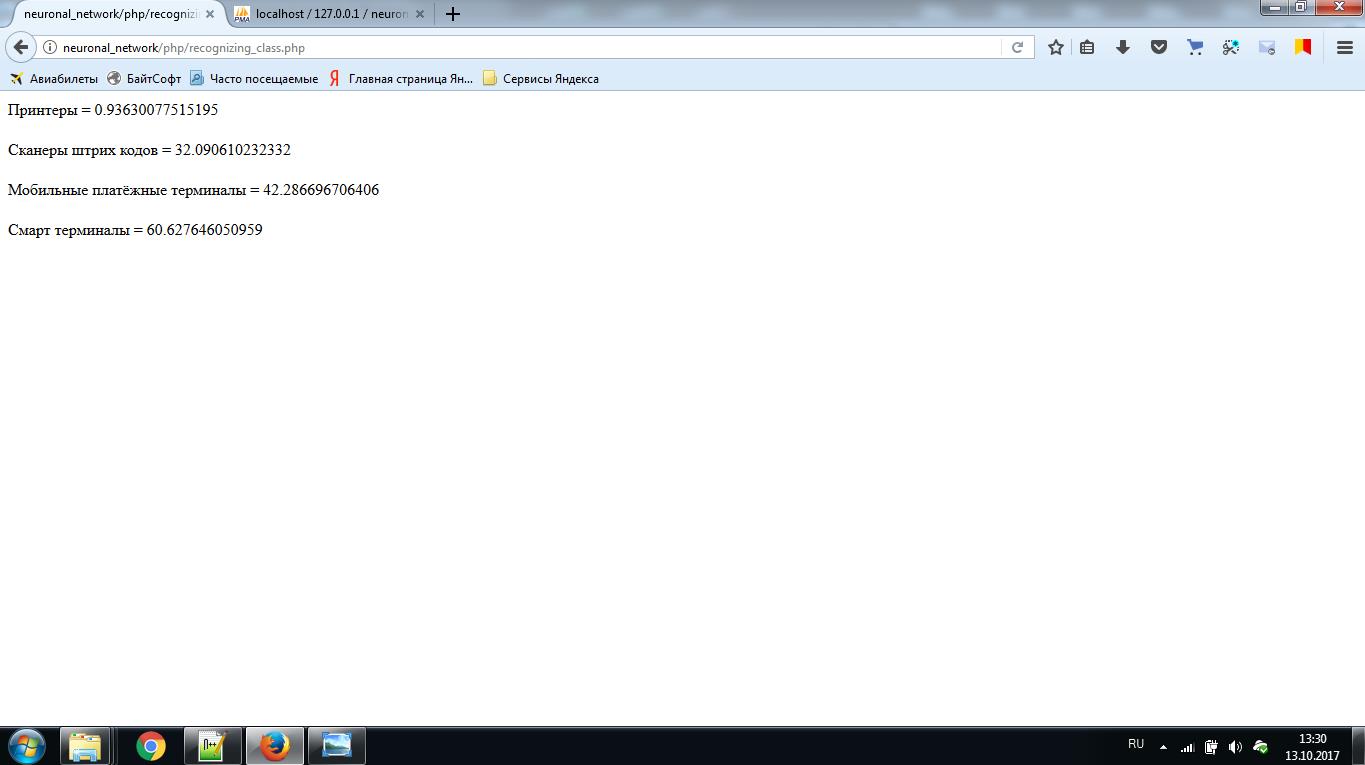 neuronal_network/php/recognizi
localhost / 127.0.0.1 / neuron
neuronal_network/php/recognizing_class.php
Авиабилеты БайтСофт Часто посещаемые Главная страница Ян... Сервисы Яндекса
Принтеры = 0.93630077515195
Сканеры штрих кодов = 32.090610232332
Мобильные платёжные терминалы = 42.286696706406
Смарт терминалы = 60.627646050959
RU
13:30
13.10.2017